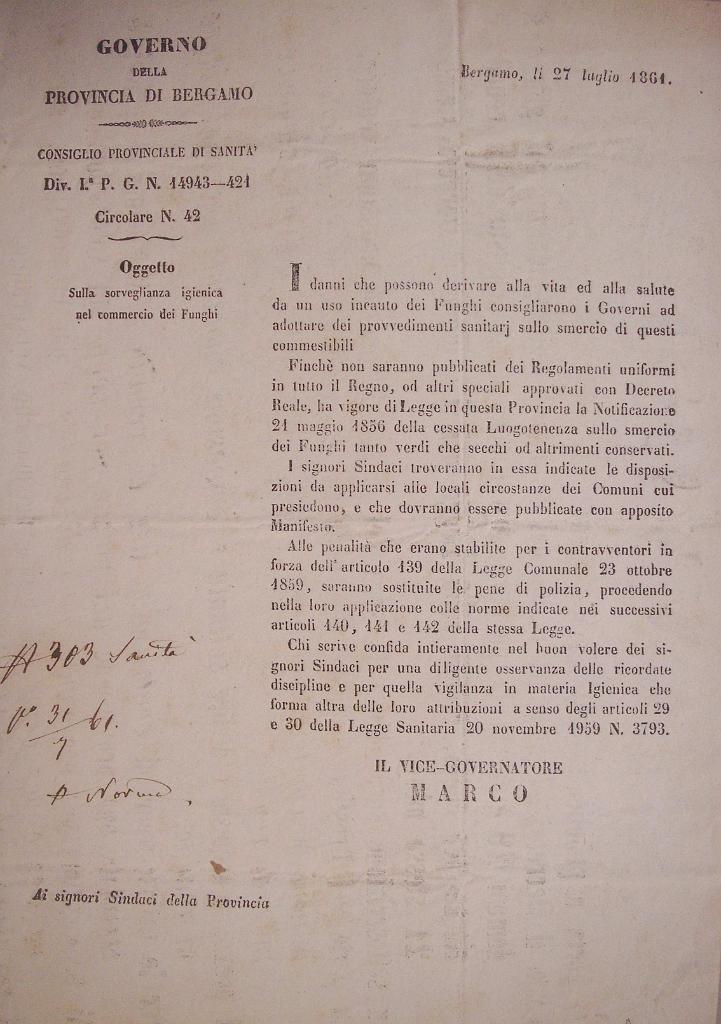 GOVERNO
DELLA
PROVINCIA DI BERGAMO
CONSIGLIO PROVINCIALE DI SANITA'
Div. I.ª P. G. N. 14943—421
Circolare N. 42
Oggetto
Sulla sorveglianza igienica
nel commercio dei Funghi
Bergamo, li 27 luglio 1861.
I danni che possono derivare alla vita ed alla salute
da un uso incauto dei Funghi consigliarono i Governi ad
adottare dei provvedimenti sanitarj sullo smercio di questi
commestibili
Finchè non saranno pubblicati dei Regolamenti uniformi
in tutto il Regno, od altri speciali approvati con Decreto
Reale, ha vigore di Legge in questa Provincia la Notificazione
21 maggio 1856 della cessata Luogotenenza sullo smercio
dei Funghi tanto verdi che secchi od altrimenti conservati.
I signori Sindaci troveranno in essa indicate le disposi-
zioni da applicarsi alle locali circostanze dei Comuni cui
presiedono, e che dovranno essere pubblicate con apposito
Manifesto.
Alle penalità che erano stabilite per i contravventori in
forza dell'articolo 139 della Legge Comunale 23 ottobre
1859, saranno sostituite le pene di polizia, procedendo
nella loro applicazione colle norme indicate nei successivi
articoli 140, 141 e 142 della stessa Legge.
Chi scrive confida intieramente nel buon volere dei si-
gnori Sindaci per una diligente osservanza delle ricordate
discipline e per quella vigilanza in materia Igienica che
forma altra delle loro attribuzioni a senso degli articoli 29
e 30 della Legge Sanitaria 20 novembre 1959 N. 3793.
IL VICE-GOVERNATORE
MARCO
303 Sanità
31/7 61.
Norma
Ai signori Sindaci della Provincia